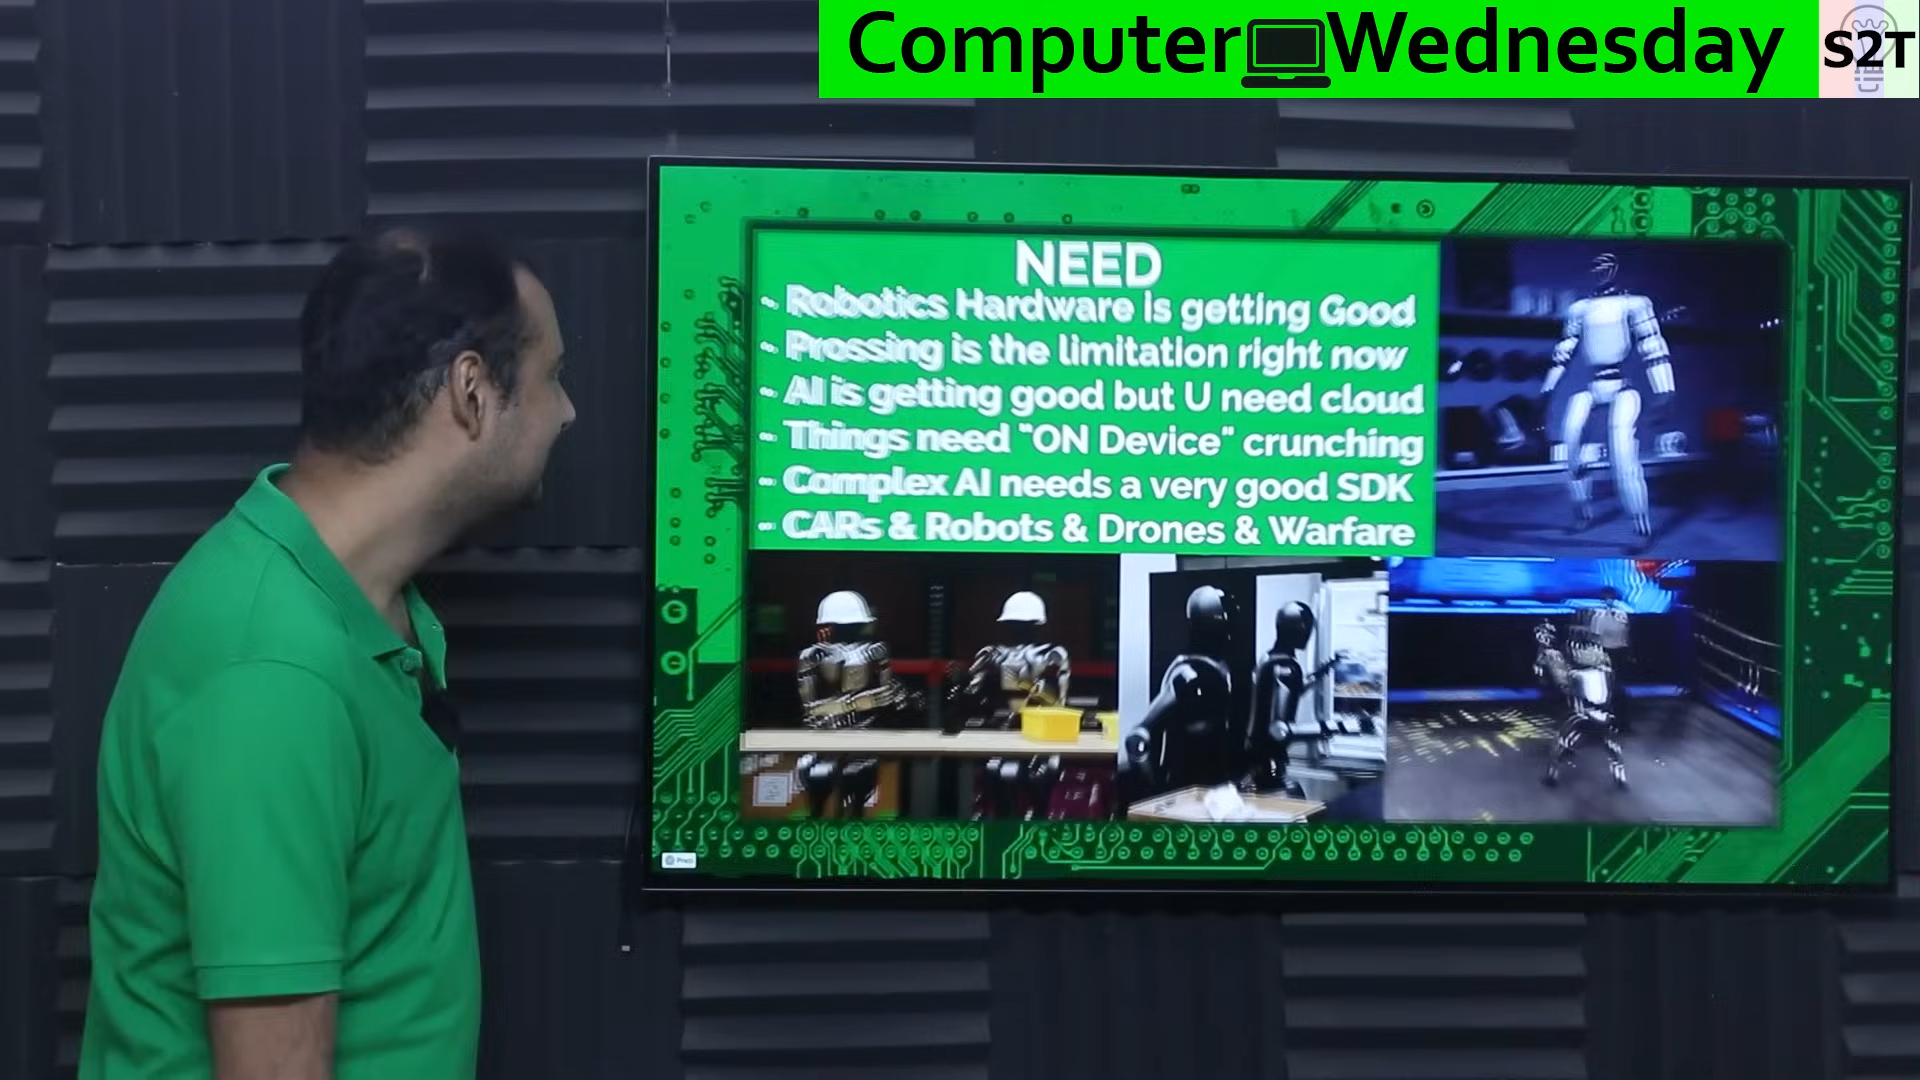 Computer Wednesday
S2T
NEED
Robotics Hardware is getting Good
Prossing is the limitation right now
AI is getting good but U need cloud
Things need "ON Device" crunching
Complex AI needs a very good SDK
CARs & Robots & Drones & Warfare
Prezi